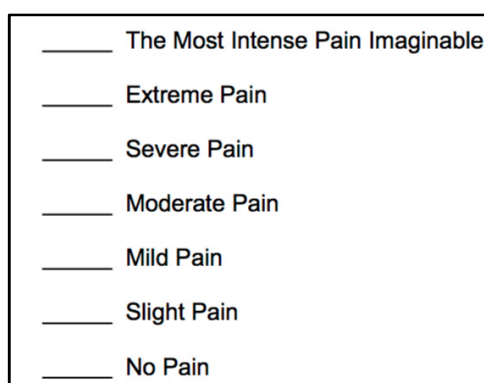 ______ The Most Intense Pain Imaginable
______ Extreme Pain
______ Severe Pain
______ Moderate Pain
______ Mild Pain
______ Slight Pain
______ No Pain